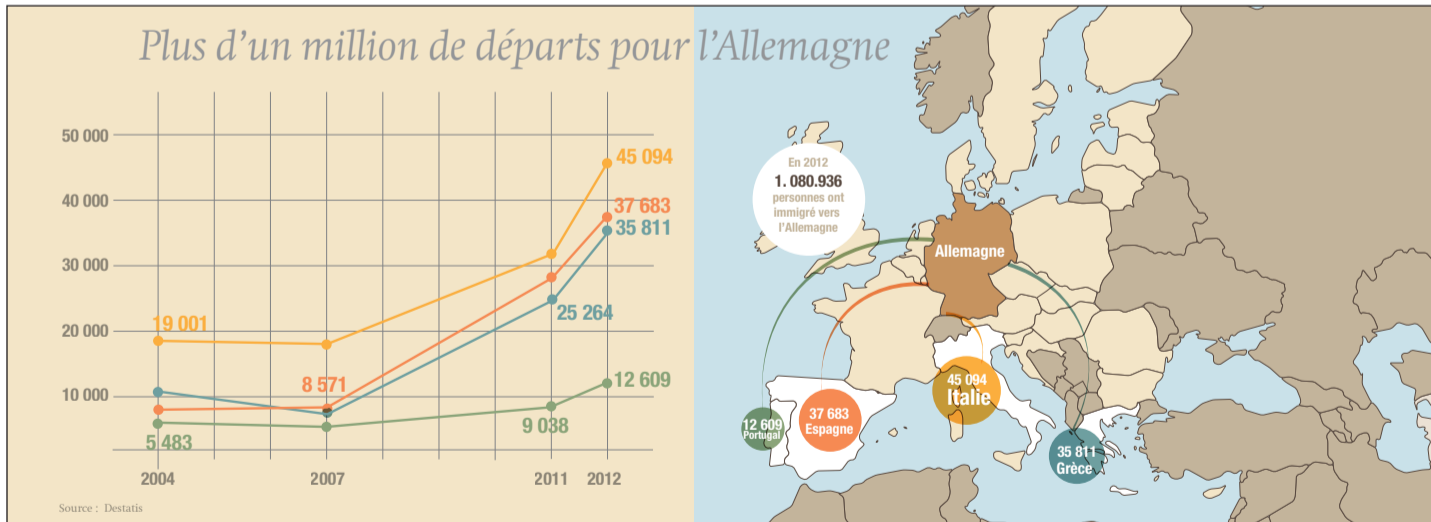 Plus d'un million de départs pour l'Allemagne
50 000
40 000
30 000
20 000
10 000
45 094
37 683
35 811
19 001
25 264
8 571
12 609
5 483
9 038
2004
2007
2011
2012
Source : Destatis
En 2012
1. 080.936
personnes ont
immigré vers
l'Allemagne
Allemagne
45 094
Italie
37 683
Espagne
12 609
Portugal
35 811
Grèce